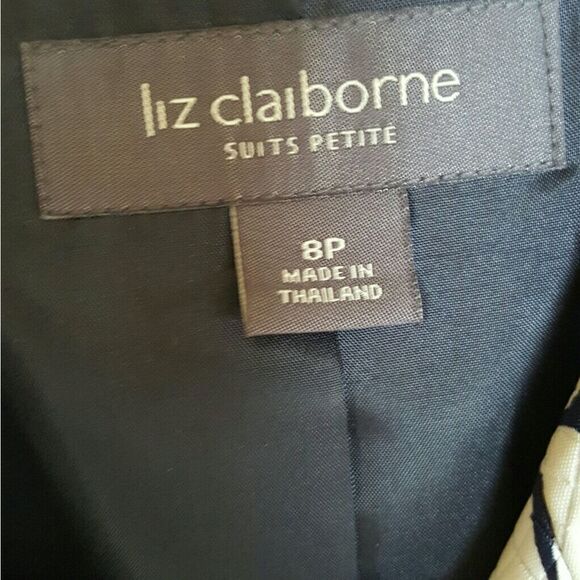 liz claiborne
SUITS PETITE
8P
MADE IN
THAILAND